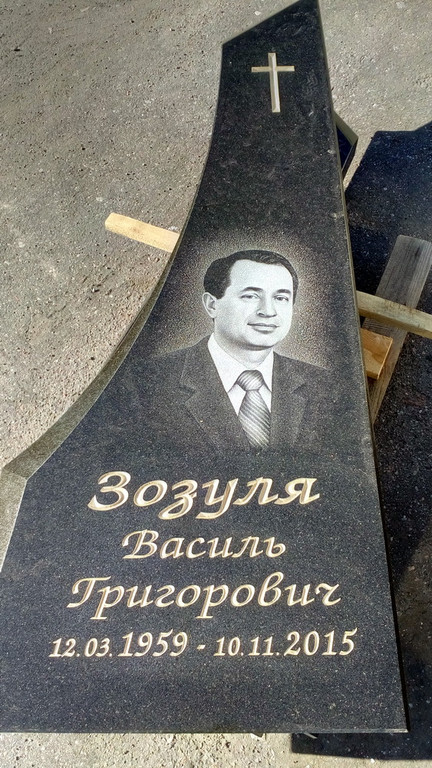 Зозуля
Василь
Григорович
12.03.1959 - 10.11.2015